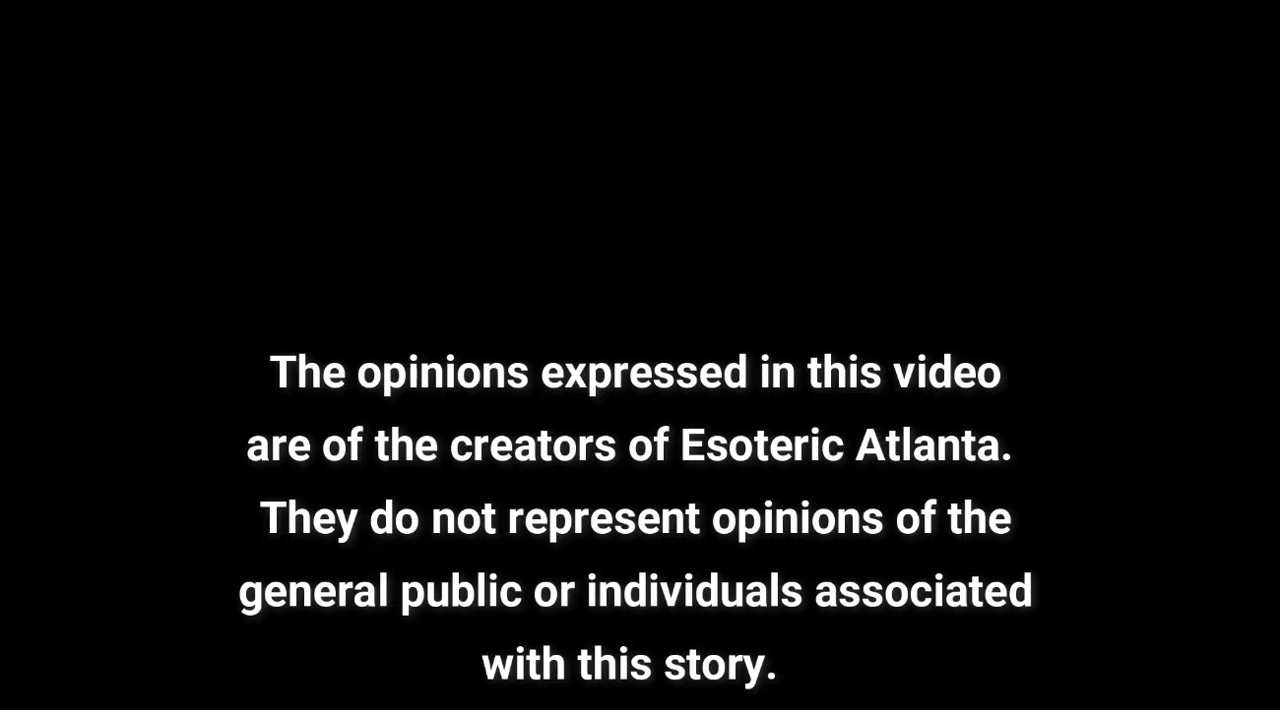 The opinions expressed in this video
are of the creators of Esoteric Atlanta.
They do not represent opinions of the
general public or individuals associated
with this story.